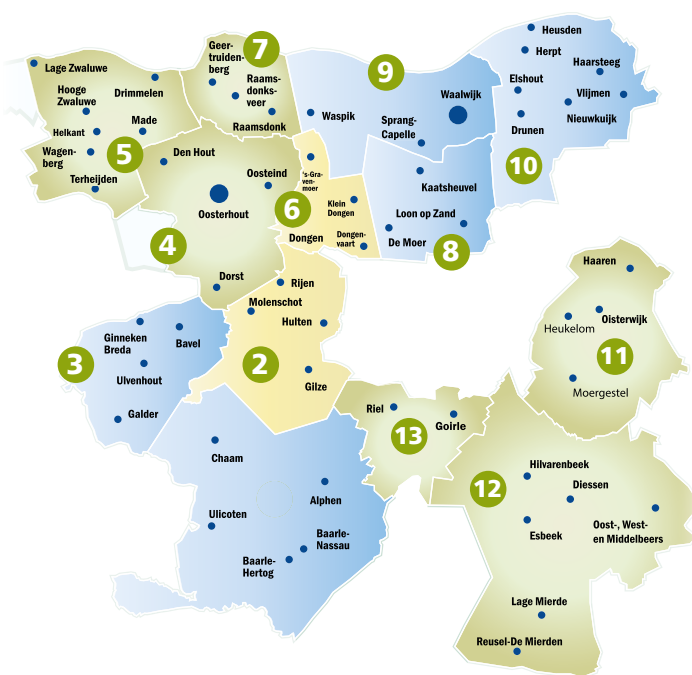 7
Geer-
truiden-
berg
Raams-
donks-
veer
Raamsdonk
Lage Zwaluwe
Hooge
Zwaluwe
Drimmelen
Made
Helkant
Wagen-
berg
5
Terheijden
9
Waalwijk
Waspik
Sprang-
Capelle
Heusden
Herpt
Haarsteeg
Elshout
Vlijmen
Nieuwkuijk
Drunen
10
Den Hout
Oosteind
Oosterhout
4
Dorst
's-Gra-
ven-
moer
6
Klein
Dongen
Dongen
Dongen-
vaart
Kaatsheuvel
Loon op Zand
De Moer
8
Rijen
Molenschot
Hulten
2
Gilze
3
Ginneken
Breda
Bavel
Ulvenhout
Galder
Haaren
Oisterwijk
Heukelom
11
Moergestel
Riel
Goirle
13
Chaam
Alphen
Ulicoten
Baarle-
Nassau
Baarle-
Hertog
12
Hilvarenbeek
Diessen
Esbeek
Oost-, West-
en Middelbeers
Lage Mierde
Reusel-De Mierden